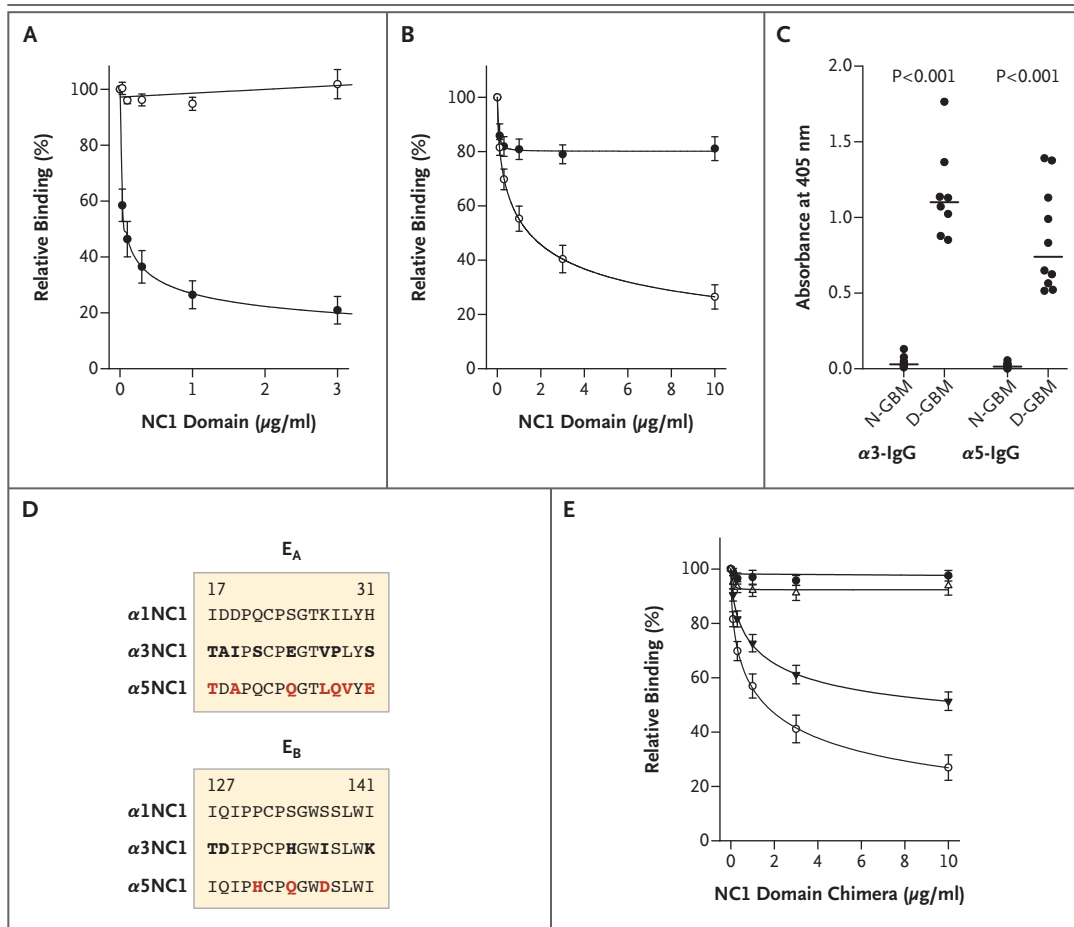 A
Relative Binding (%)
100
80
60
40
20
0
0
1
2
3
NC1 Domain (µg/ml)
B
Relative Binding (%)
100
80
60
40
20
0
0
2
4
6
8
10
NC1 Domain (µg/ml)
C
Absorbance at 405 nm
2.0
1.5
1.0
0.5
0.0
P<0.001
P<0.001
N-GBM
D-GBM
N-GBM
D-GBM
α3-IgG
α5-IgG
D
E_A
17 31
α1NC1 IDDPQCPSGTKILYH
α3NC1 TAIPSCPEGTVPLYS
α5NC1 TDAPQCPQGTLQVYE
E_B
127 141
α1NC1 IQIPPCPSGWSSLWI
α3NC1 TDIPPCPHGWISLWK
α5NC1 IQIPHCPQGWDSLWI
E
Relative Binding (%)
100
80
60
40
20
0
0
2
4
6
8
10
NC1 Domain Chimera (µg/ml)